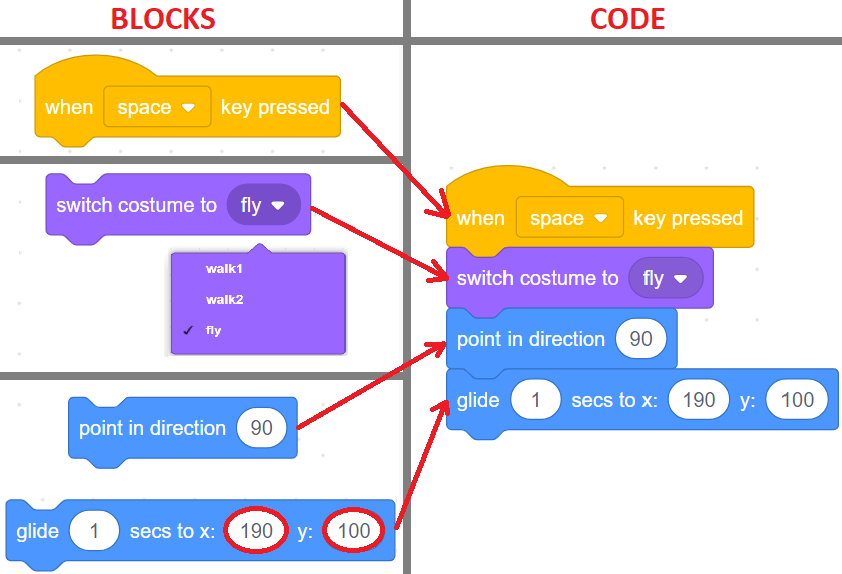 BLOCKS
CODE
when space key pressed
switch costume to fly
walk1
walk2
✓ fly
point in direction 90
glide 1 secs to x: 190 y: 100
when space key pressed
switch costume to fly
point in direction 90
glide 1 secs to x: 190 y: 100